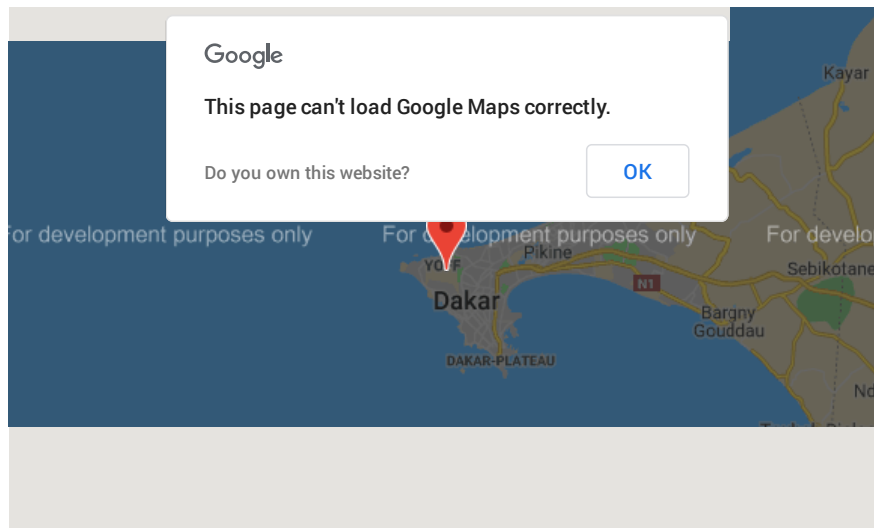 Google
This page can't load Google Maps correctly.
Do you own this website?
OK
Kayar
For development purposes only
For development purposes only
For develo
YOFF
Pikine
Sebikotane
N1
Dakar
Bargny
Gouddau
DAKAR-PLATEAU
Nd